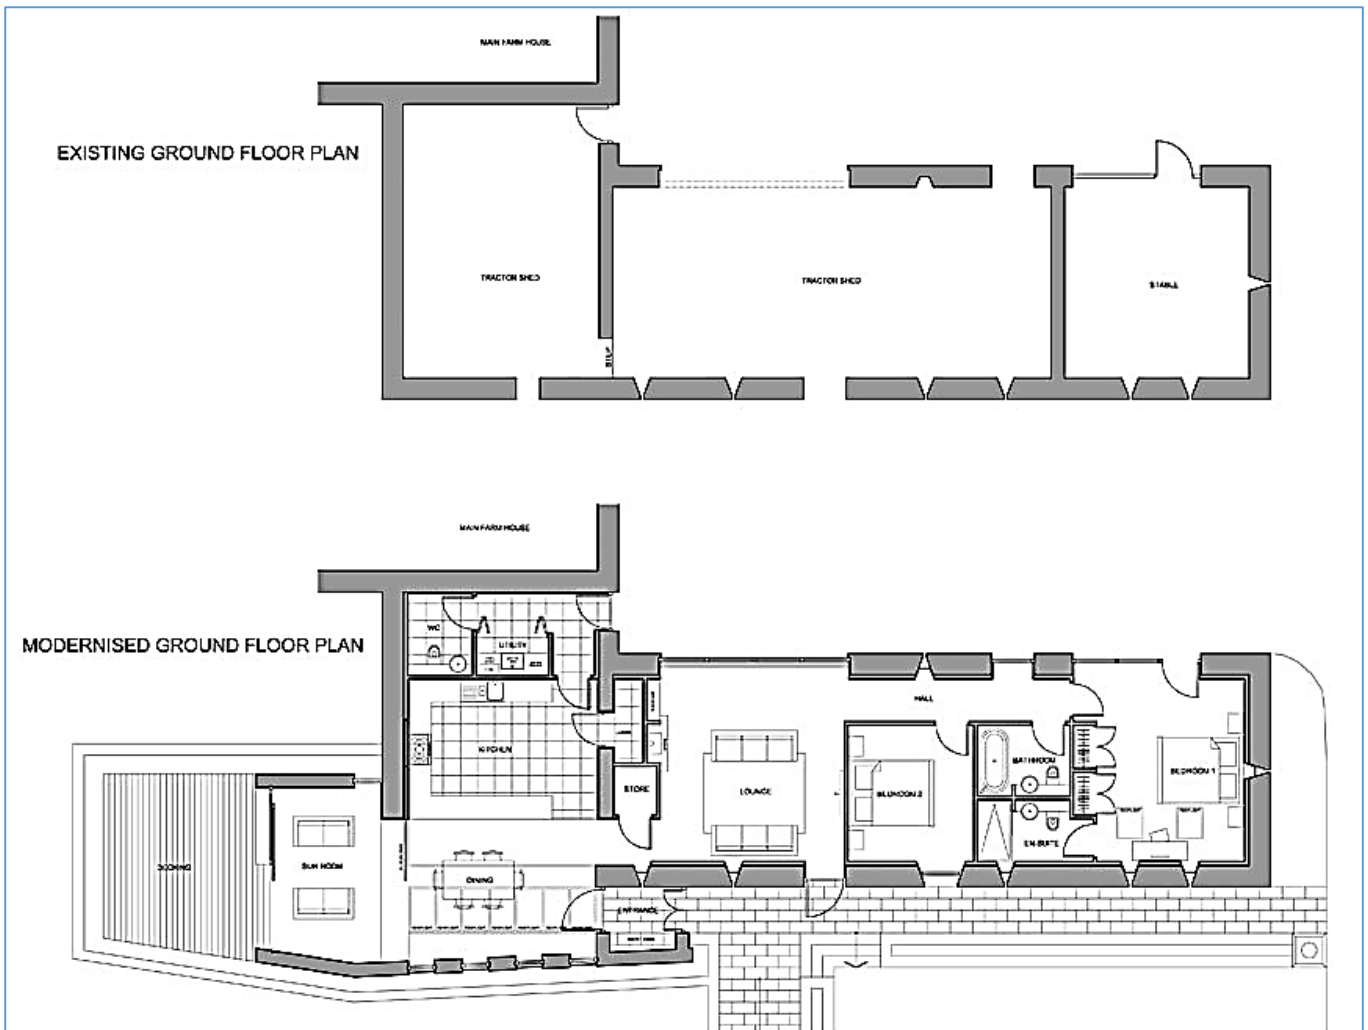 MAIN FARM HOUSE
EXISTING GROUND FLOOR PLAN
TRACTOR SHED
TRACTOR SHED
STABLE
MAIN FARM HOUSE
MODERNISED GROUND FLOOR PLAN
WC
UTILITY
HALL
KITCHEN
BATHROOM
BEDROOM 1
STORE
LOUNGE
BEDROOM 2
EN-SUITE
DECKING
SUN ROOM
DINING
ENTRANCE